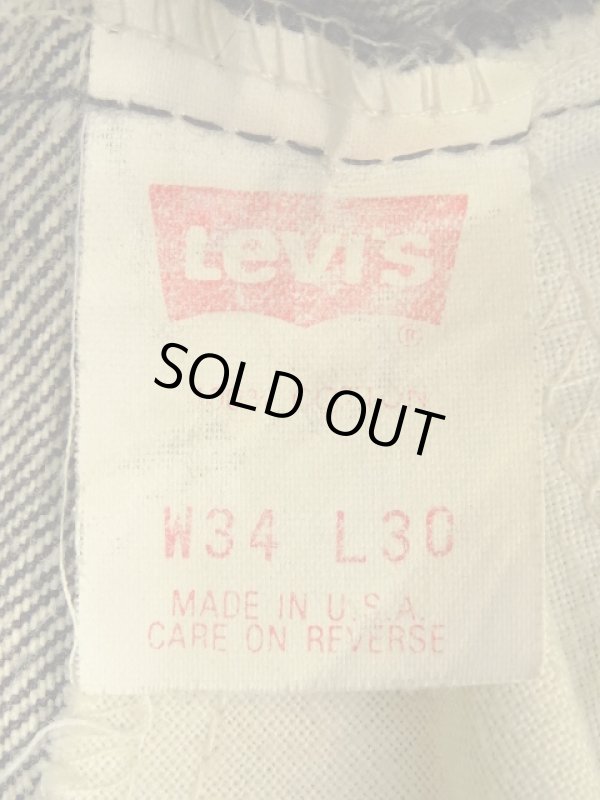 Levi's
®
SOLD OUT
W34 L30
MADE IN U.S.A.
CARE ON REVERSE